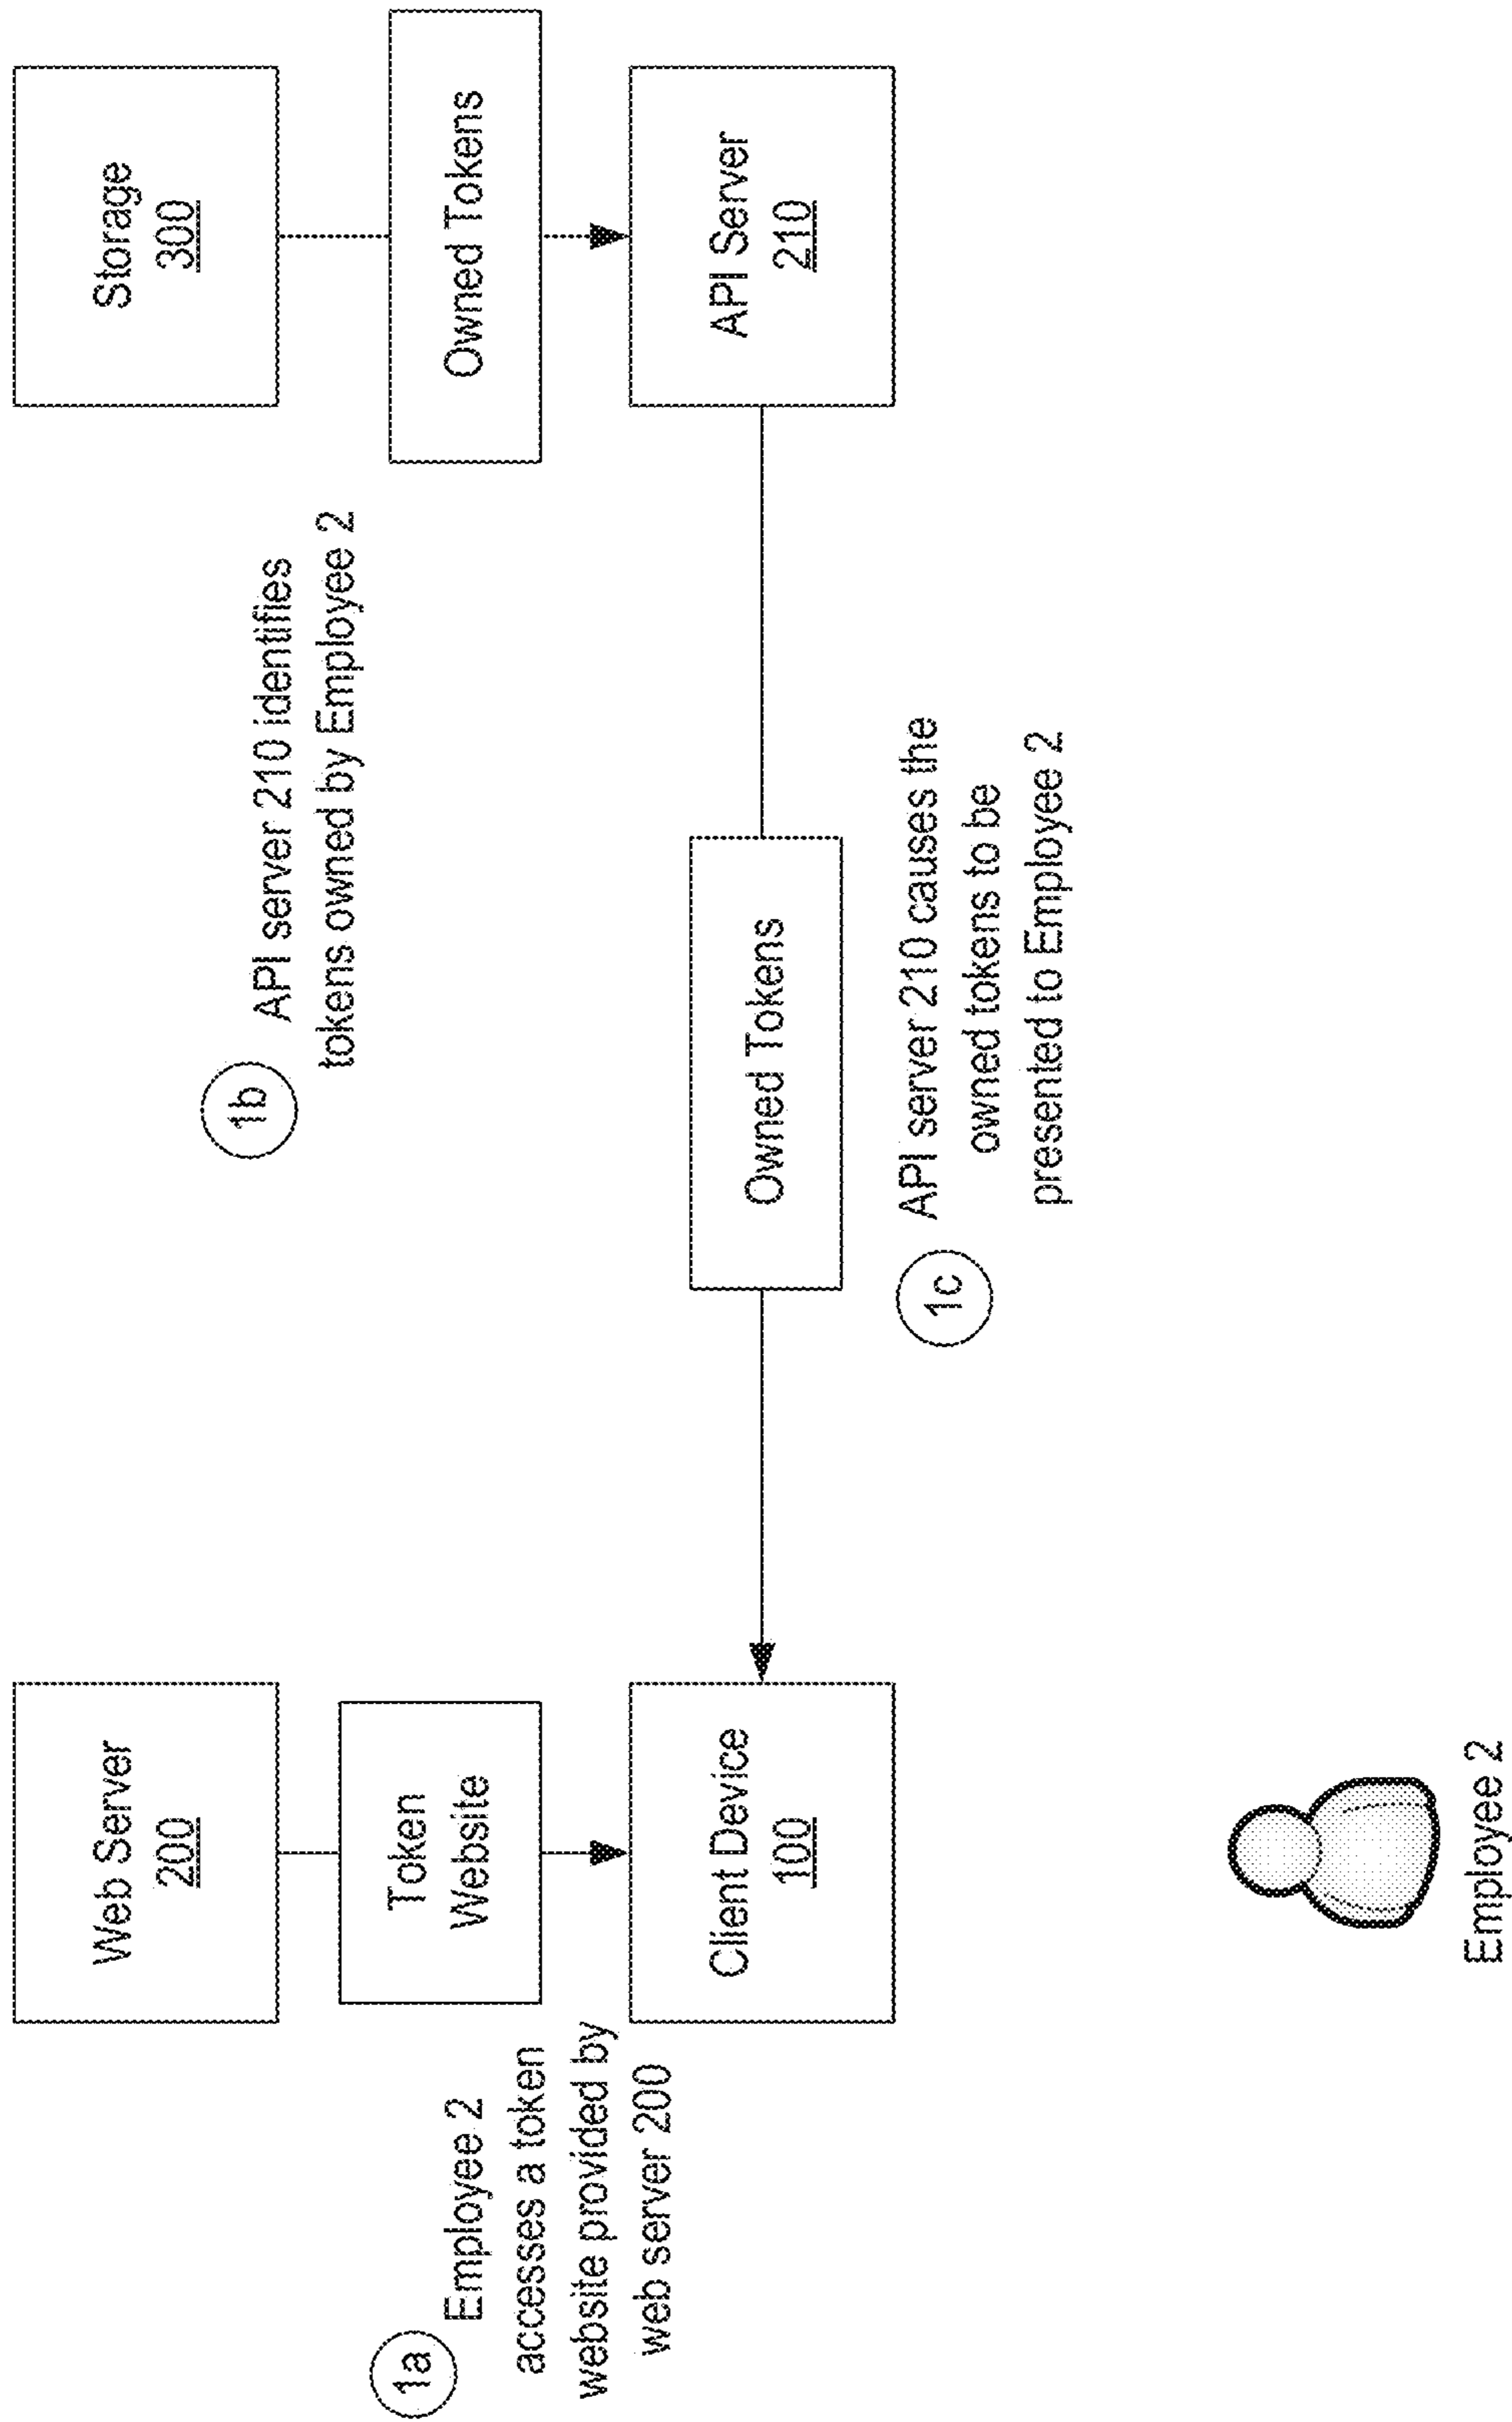 Web Server
200
Storage
300
1b
API server 210 identifies
tokens owned by Employee 2
1a
Employee 2
accesses a token
website provided by
web server 200
Token
Website
Owned Tokens
Client Device
100
Owned Tokens
API Server
210
1c
API server 210 causes the
owned tokens to be
presented to Employee 2
Employee 2